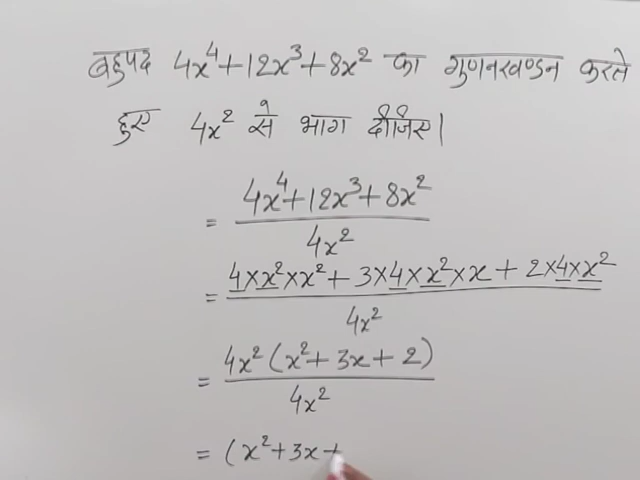 बहुपद 4x⁴+12x³+8x² का गुणनखण्डन करते
हुए 4x² से भाग दीजिए।
= 4x⁴+12x³+8x² / 4x²
= 4×x²×x² + 3×4×x²×x + 2×4×x² / 4x²
= 4x² (x²+3x+2) / 4x²
= (x²+3x+